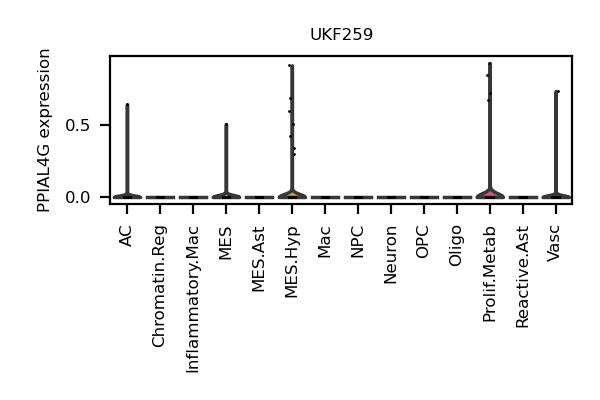 UKF259
PPIAL4G expression
0.5
0.0
AC
Chromatin.Reg
Inflammatory.Mac
MES
MES.Ast
MES.Hyp
Mac
NPC
Neuron
OPC
Oligo
Prolif.Metab
Reactive.Ast
Vasc